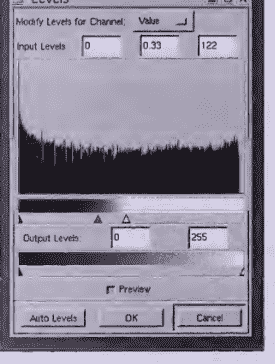 Levels
Modify Levels for Channel: Value
Input Levels 0 0.33 122
Output Levels: 0 255
Preview
Auto Levels OK Cancel